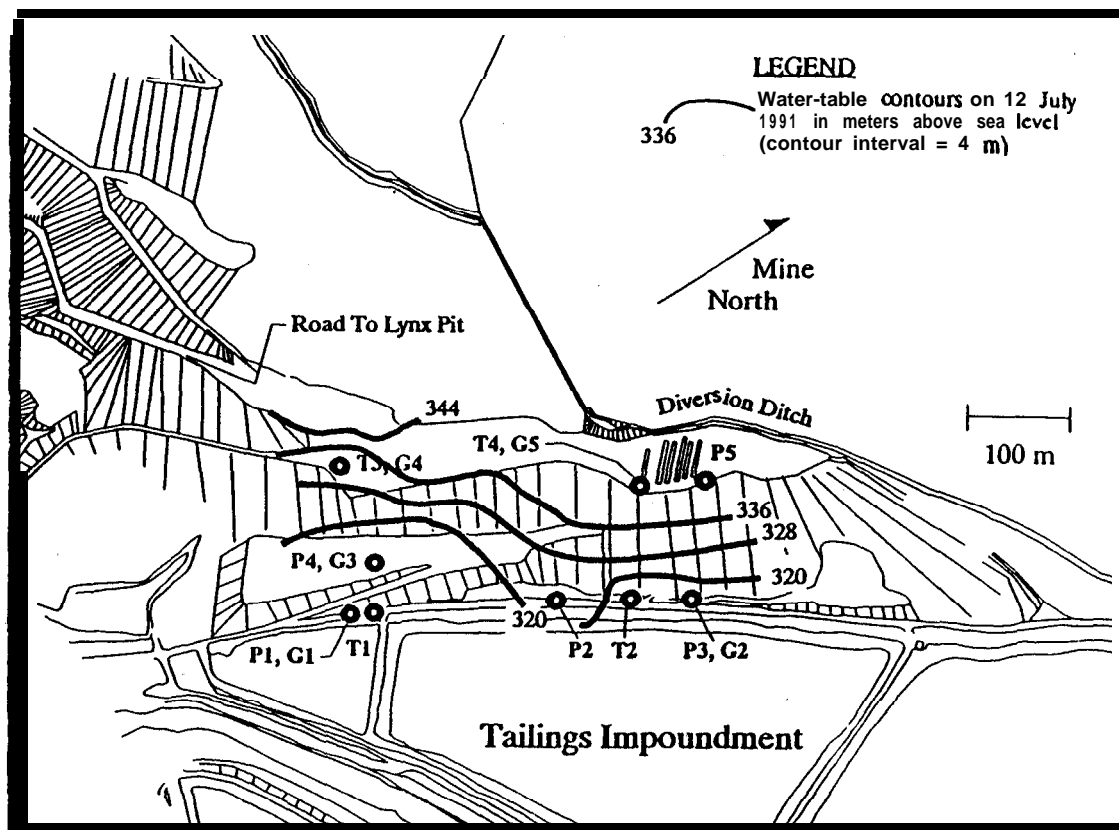 LEGEND
336
Water-table contours on 12 July
1991 in meters above sea level
(contour interval = 4 m)
Mine
North
Road To Lynx Pit
344
Diversion Ditch
T4, G5
P5
100 m
T3, G4
336
328
320
P4, G3
320
P1, G1
T1
P2
T2
P3, G2
Tailings Impoundment